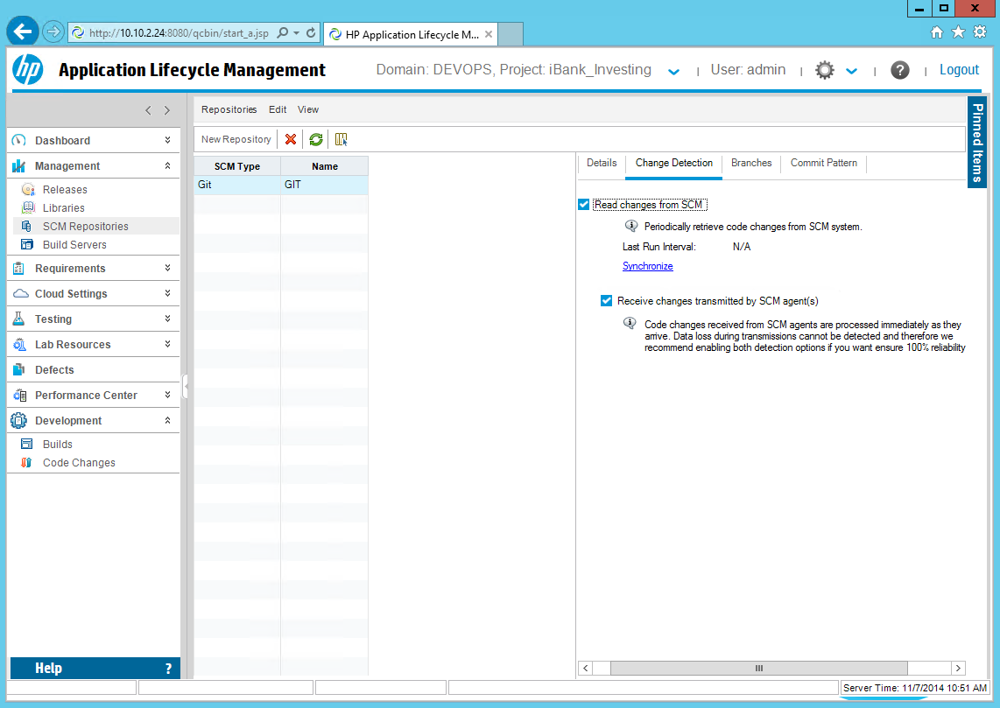 http://10.10.2.24:8080/qcbin/start_a.jsp
HP Application Lifecycle M...
hp
Application Lifecycle Management
Domain: DEVOPS, Project: iBank_Investing
User: admin
?
Logout
Repositories Edit View
Pinned Items
Dashboard
Management
Releases
Libraries
SCM Repositories
Build Servers
Requirements
Cloud Settings
Testing
Lab Resources
Defects
Performance Center
Development
Builds
Code Changes
Help ?
New Repository
SCM Type Name
Git GIT
Details Change Detection Branches Commit Pattern
Read changes from SCM
Periodically retrieve code changes from SCM system.
Last Run Interval: N/A
Synchronize
Receive changes transmitted by SCM agent(s)
Code changes received from SCM agents are processed immediately as they
arrive. Data loss during transmissions cannot be detected and therefore we
recommend enabling both detection options if you want ensure 100% reliability
Server Time: 11/7/2014 10:51 AM